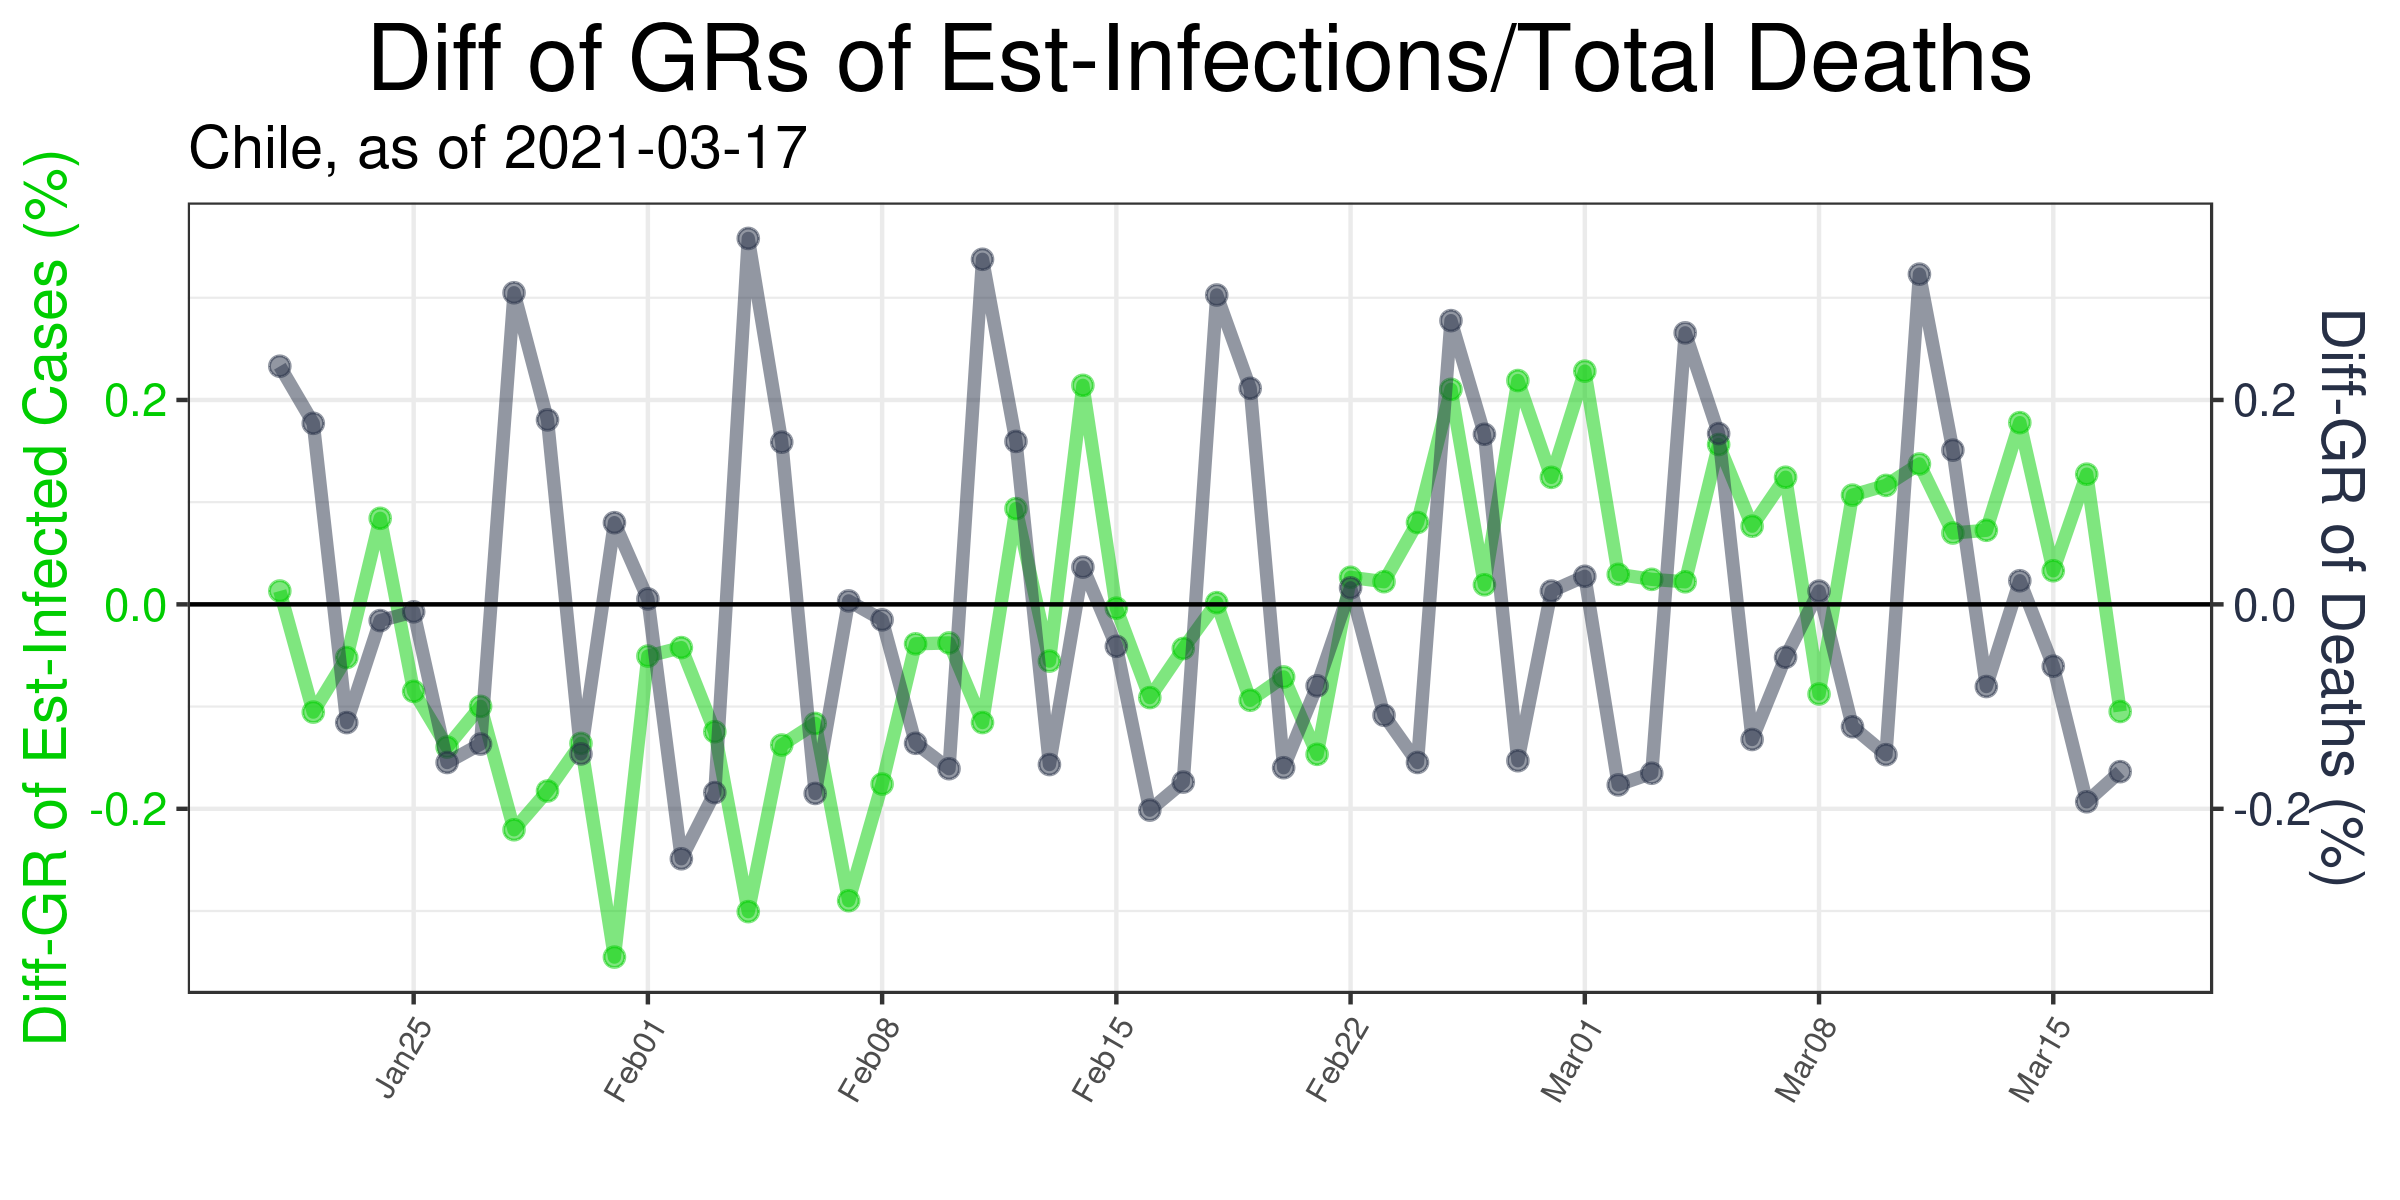 Diff of GRs of Est-Infections/Total Deaths
Chile, as of 2021-03-17
Diff-GR of Est-Infected Cases (%)
0.2
0.0
-0.2
0.2
0.0
-0.2
Diff-GR of Deaths (%)
Jan25
Feb01
Feb08
Feb15
Feb22
Mar01
Mar08
Mar15